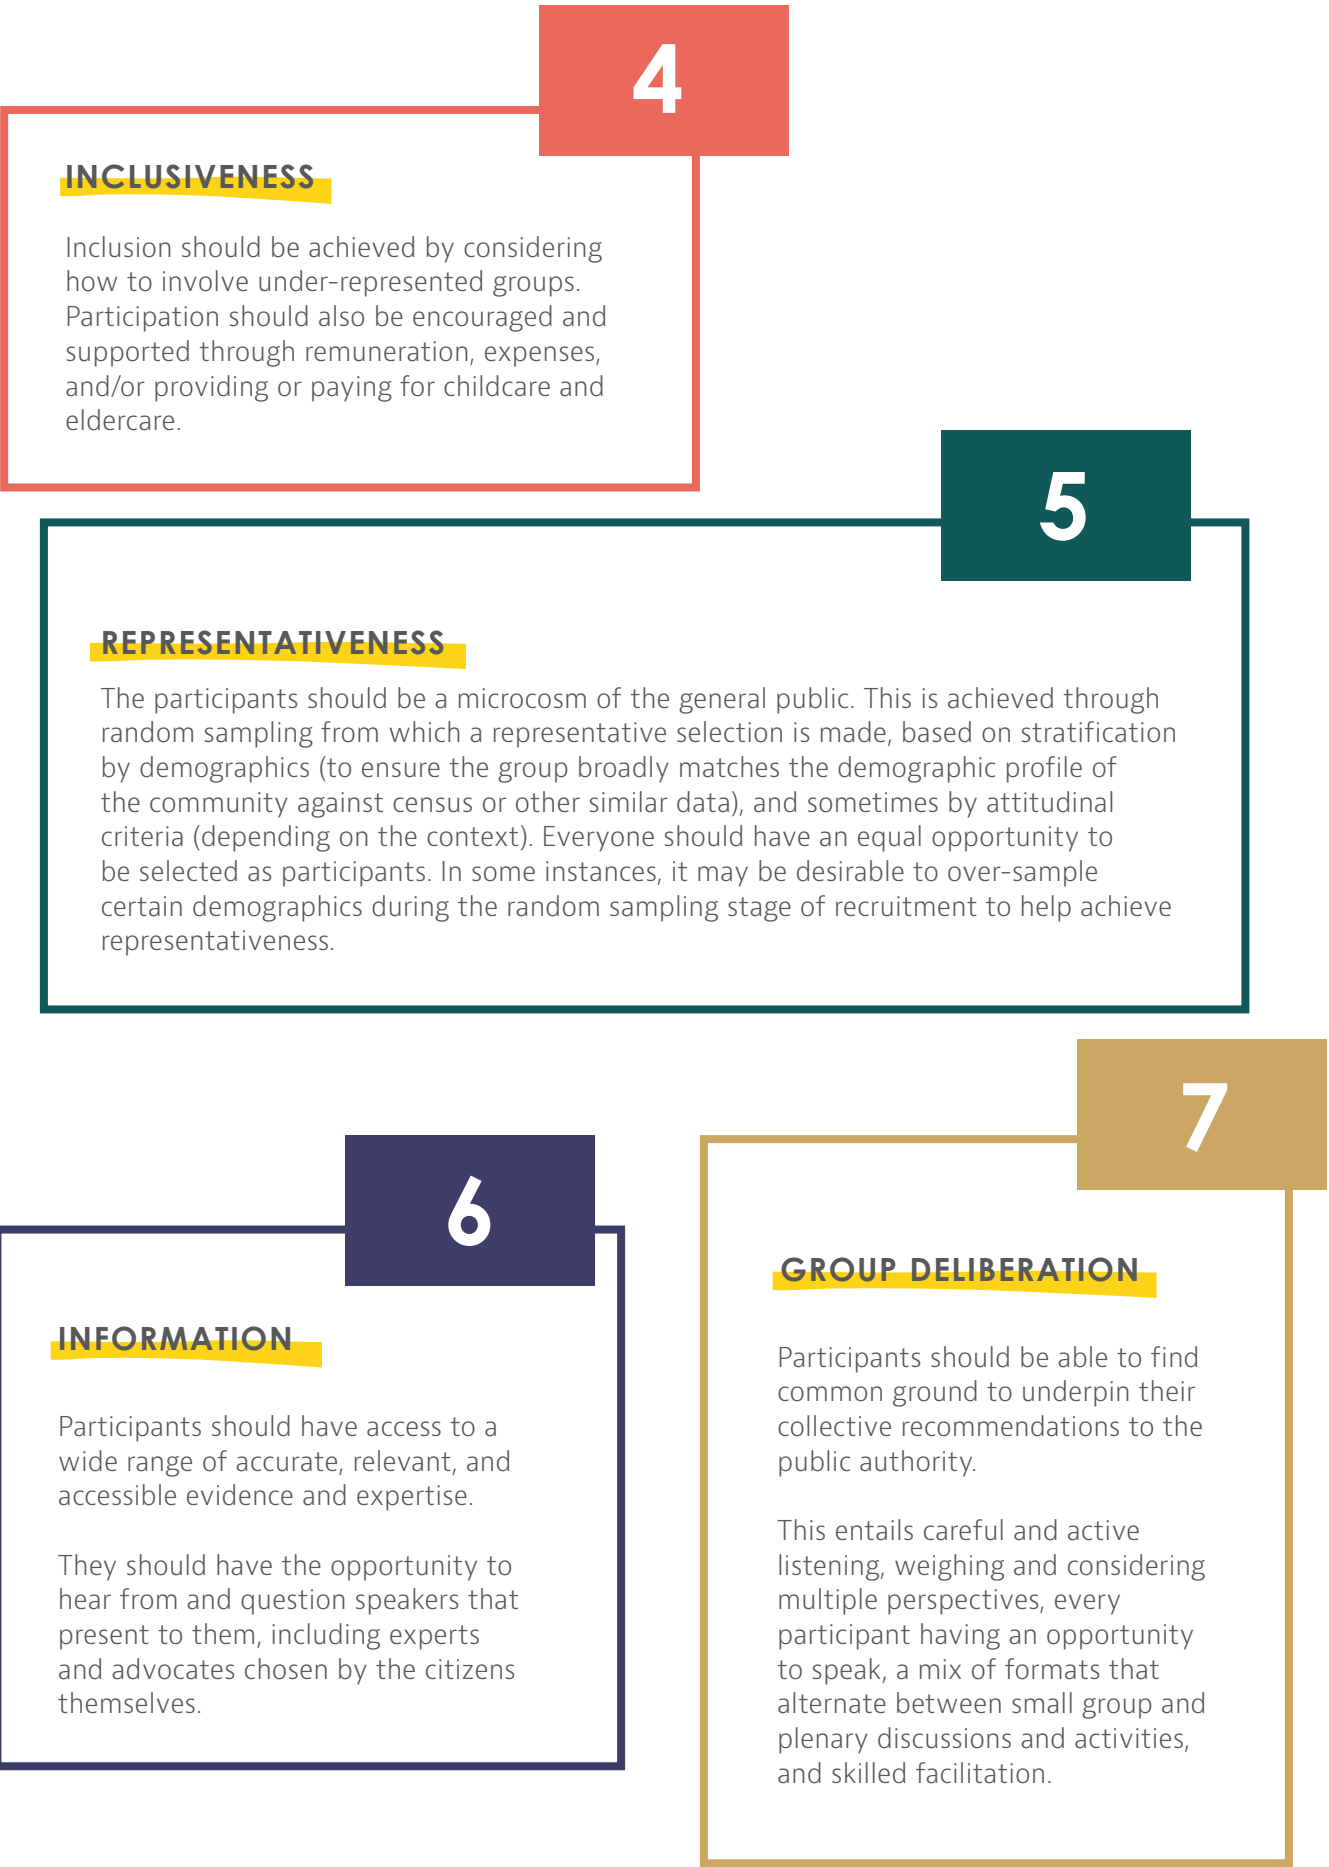 4
INCLUSIVENESS
Inclusion should be achieved by considering
how to involve under-represented groups.
Participation should also be encouraged and
supported through remuneration, expenses,
and/or providing or paying for childcare and
eldercare.
5
REPRESENTATIVENESS
The participants should be a microcosm of the general public. This is achieved through
random sampling from which a representative selection is made, based on stratification
by demographics (to ensure the group broadly matches the demographic profile of
the community against census or other similar data), and sometimes by attitudinal
criteria (depending on the context). Everyone should have an equal opportunity to
be selected as participants. In some instances, it may be desirable to over-sample
certain demographics during the random sampling stage of recruitment to help achieve
representativeness.
6
INFORMATION
Participants should have access to a
wide range of accurate, relevant, and
accessible evidence and expertise.
They should have the opportunity to
hear from and question speakers that
present to them, including experts
and advocates chosen by the citizens
themselves.
7
GROUP DELIBERATION
Participants should be able to find
common ground to underpin their
collective recommendations to the
public authority.
This entails careful and active
listening, weighing and considering
multiple perspectives, every
participant having an opportunity
to speak, a mix of formats that
alternate between small group and
plenary discussions and activities,
and skilled facilitation.